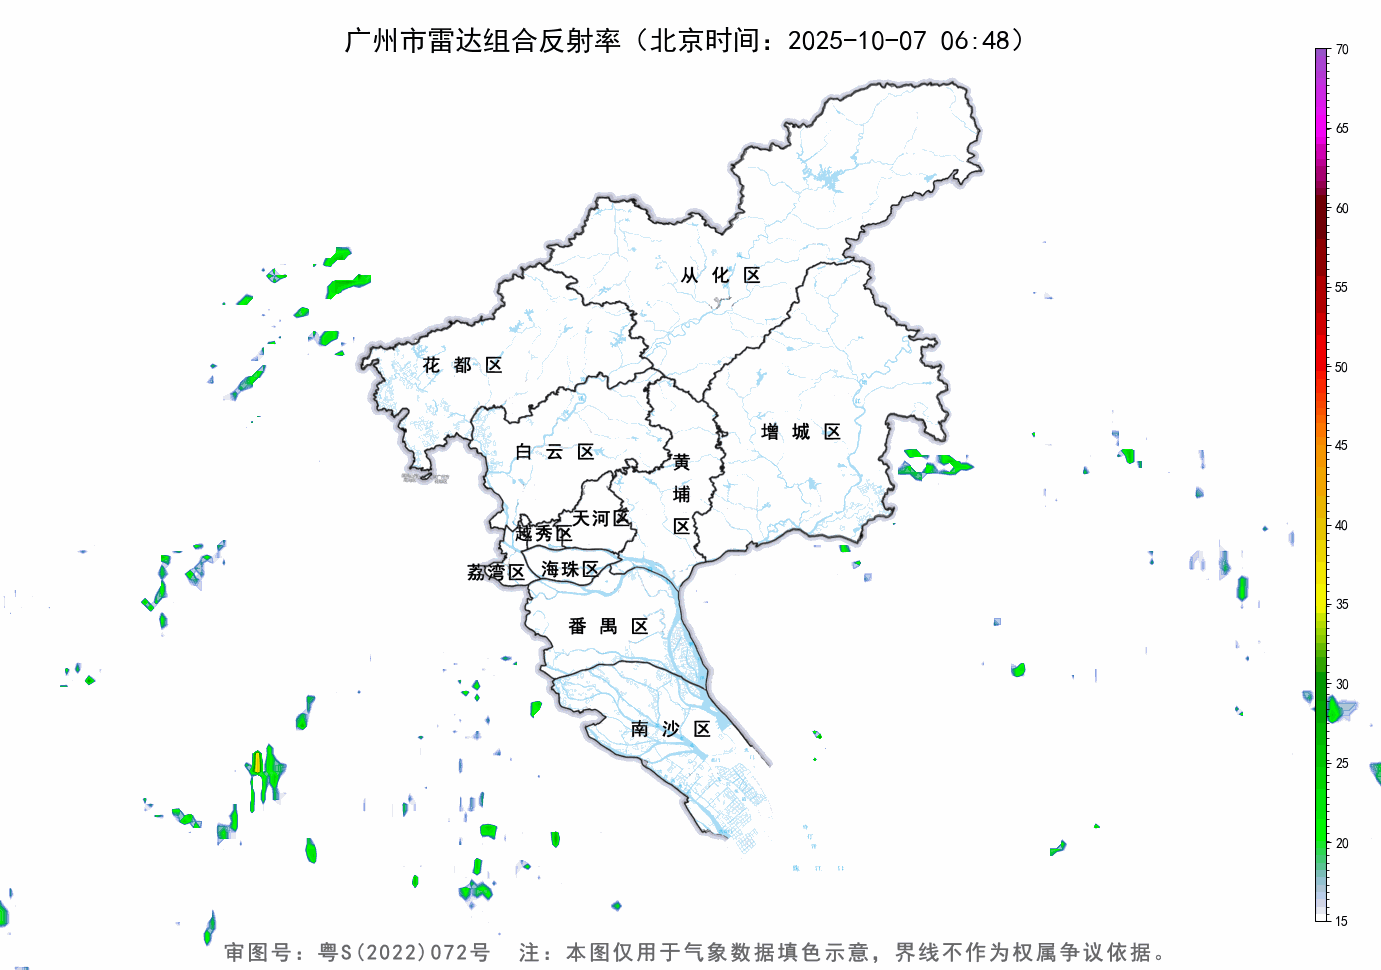 广州市雷达组合反射率（北京时间：2025-10-07 06:48）
70
65
60
55
50
45
40
35
30
25
20
15
从化区
花都区
增城区
白云区
黄埔区
天河区
越秀区
海珠区
荔湾区
番禺区
南沙区
审图号：粤S(2022)072号 注：本图仅用于气象数据填色示意，界线不作为权属争议依据。